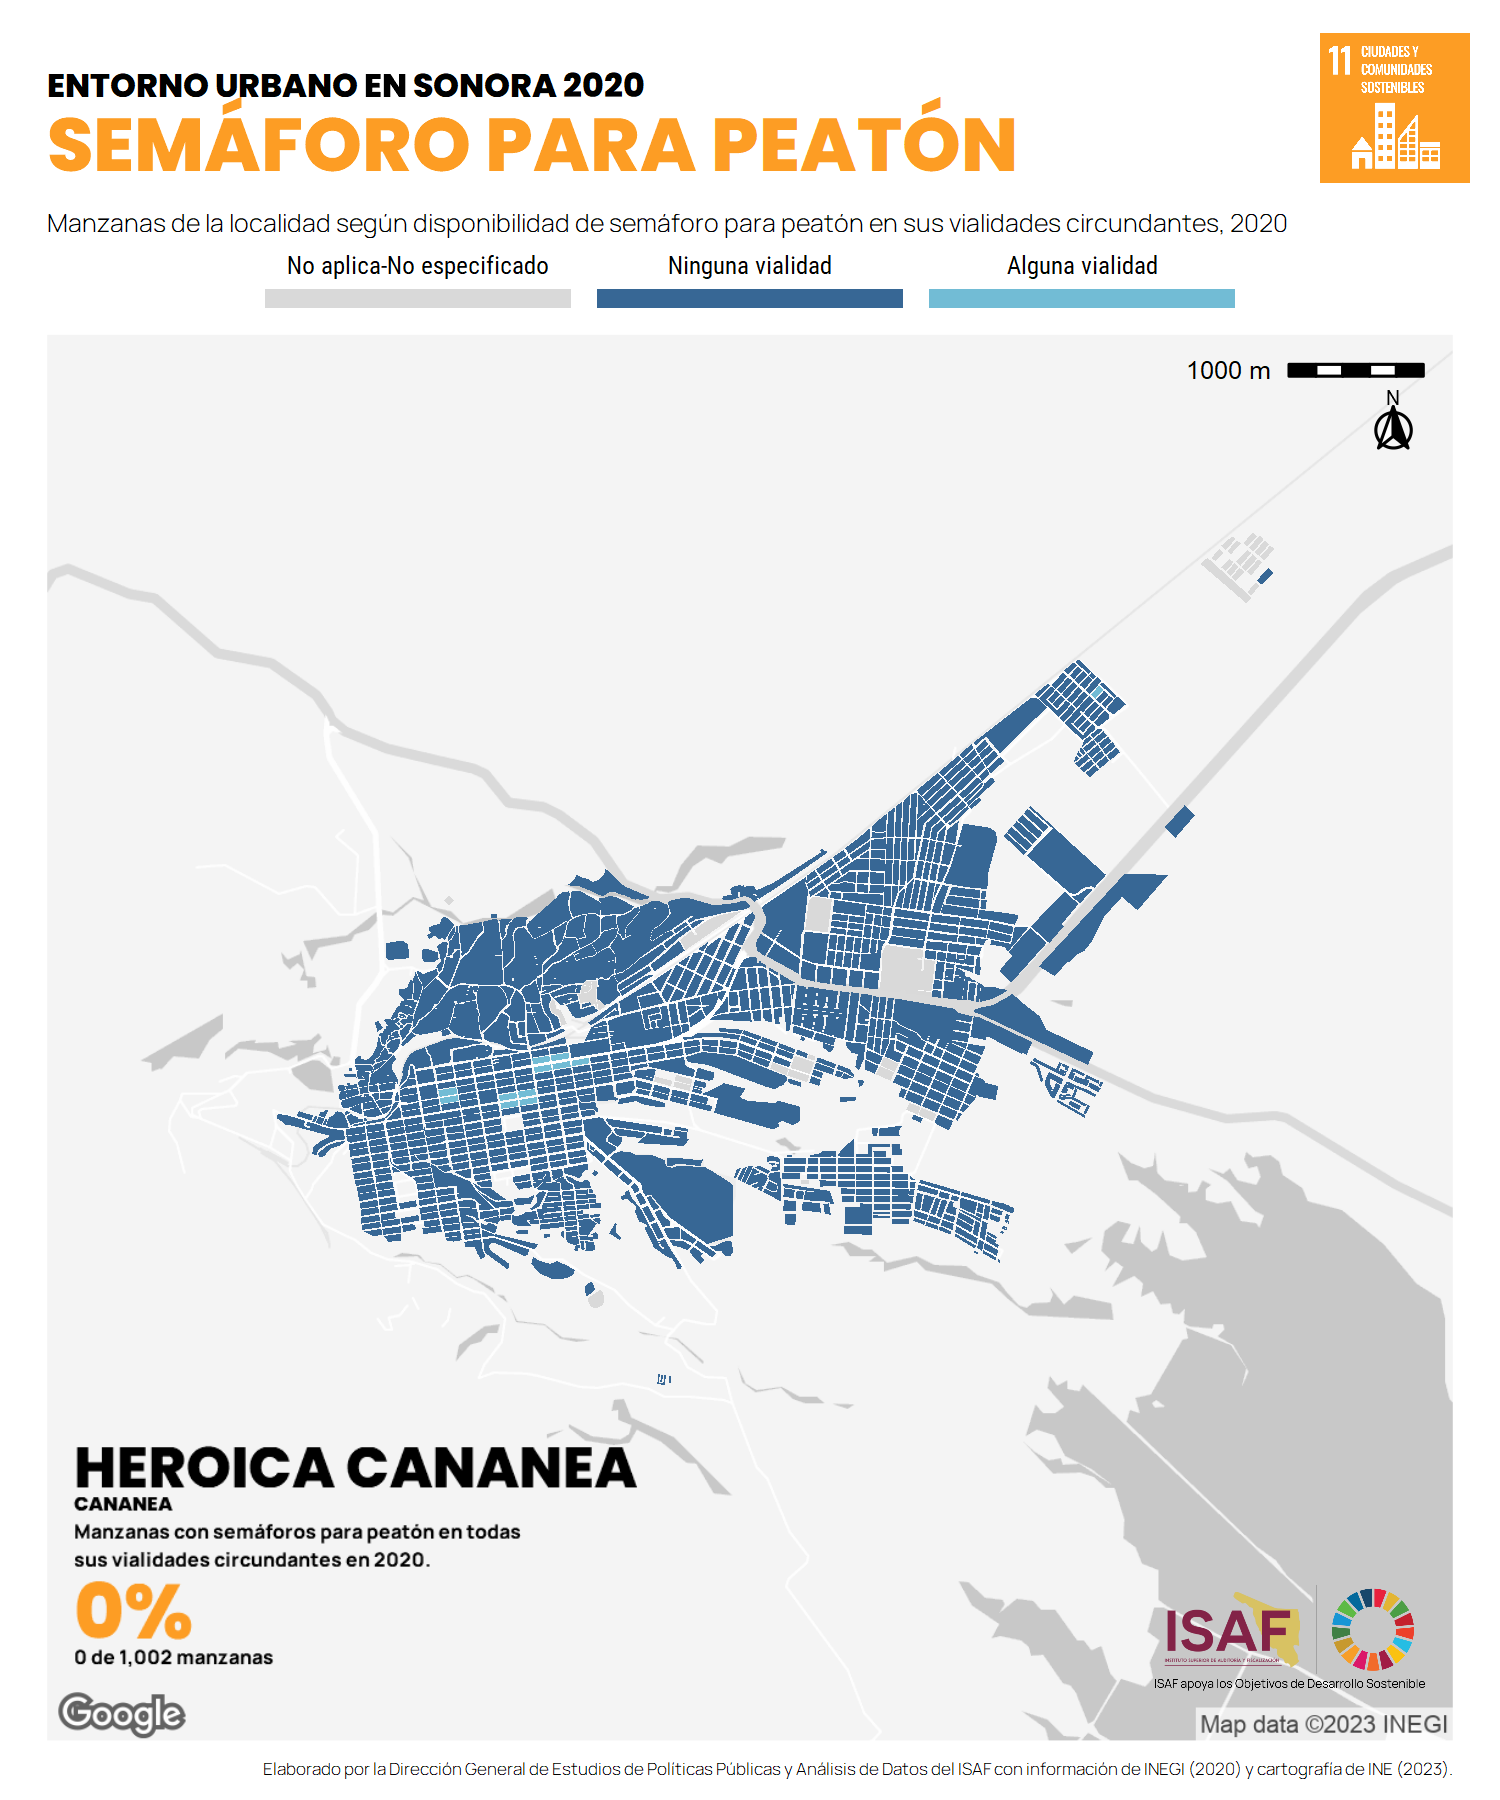 ENTORNO URBANO EN SONORA 2020
SEMÁFORO PARA PEATÓN
11 CIUDADES Y
COMUNIDADES
SOSTENIBLES
Manzanas de la localidad según disponibilidad de semáforo para peatón en sus vialidades circundantes, 2020
No aplica-No especificado
Ninguna vialidad
Alguna vialidad
1000 m
N
HEROICA CANANEA
CANANEA
Manzanas con semáforos para peatón en todas
sus vialidades circundantes en 2020.
0%
0 de 1,002 manzanas
ISAF
INSTITUTO SUPERIOR DE AUDITORÍA Y FISCALIZACIÓN
ISAF apoya los Objetivos de Desarrollo Sostenible
Google
Map data ©2023 INEGI
Elaborado por la Dirección General de Estudios de Políticas Públicas y Análisis de Datos del ISAF con información de INEGI (2020) y cartografía de INE (2023).